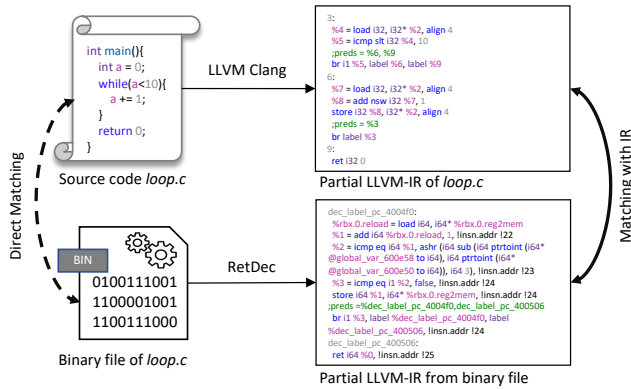 int main(){
int a = 0;
while(a<10){
a += 1;
}
return 0;
}
Source code loop.c
LLVM Clang
3:
%4 = load i32, i32* %2, align 4
%5 = icmp slt i32 %4, 10
;preds = %6, %9
br i1 %5, label %6, label %9
6:
%7 = load i32, i32* %2, align 4
%8 = add nsw i32 %7, 1
store i32 %8, i32* %2, align 4
;preds = %3
br label %3
9:
ret i32 0
Partial LLVM-IR of loop.c
Direct Matching
Matching with IR
BIN
0100111001
1100001001
1100111000
Binary file of loop.c
RetDec
dec_label_pc_4004f0:
%rbx.0.reload = load i64, i64* %rbx.0.reg2mem
%1 = add i64 %rbx.0.reload, 1, !insn.addr !22
%2 = icmp eq i64 %1, ashr (i64 sub (i64 ptrtoint (i64*
@global_var_600e58 to i64), i64 ptrtoint (i64*
@global_var_600e50 to i64)), i64 3), !insn.addr !23
%3 = icmp eq i1 %2, false, !insn.addr !24
store i64 %1, i64* %rbx.0.reg2mem, !insn.addr !24
;preds =%dec_label_pc_4004f0,dec_label_pc_400506
br i1 %3, label %dec_label_pc_4004f0, label
%dec_label_pc_400506, !insn.addr !24
dec_label_pc_400506:
ret i64 %0, !insn.addr !25
Partial LLVM-IR from binary file